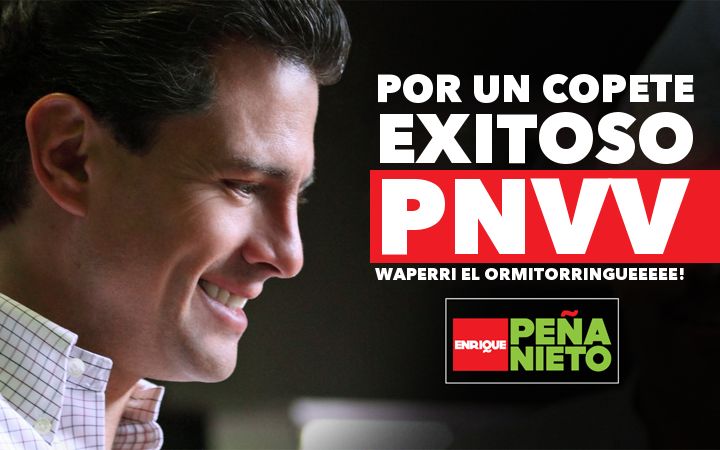 POR UN COPETE
EXITOSO
PNVV
WAPERRI EL ORMITORRINGUEEEEE!
ENRIQUE
PEÑA
NIETO